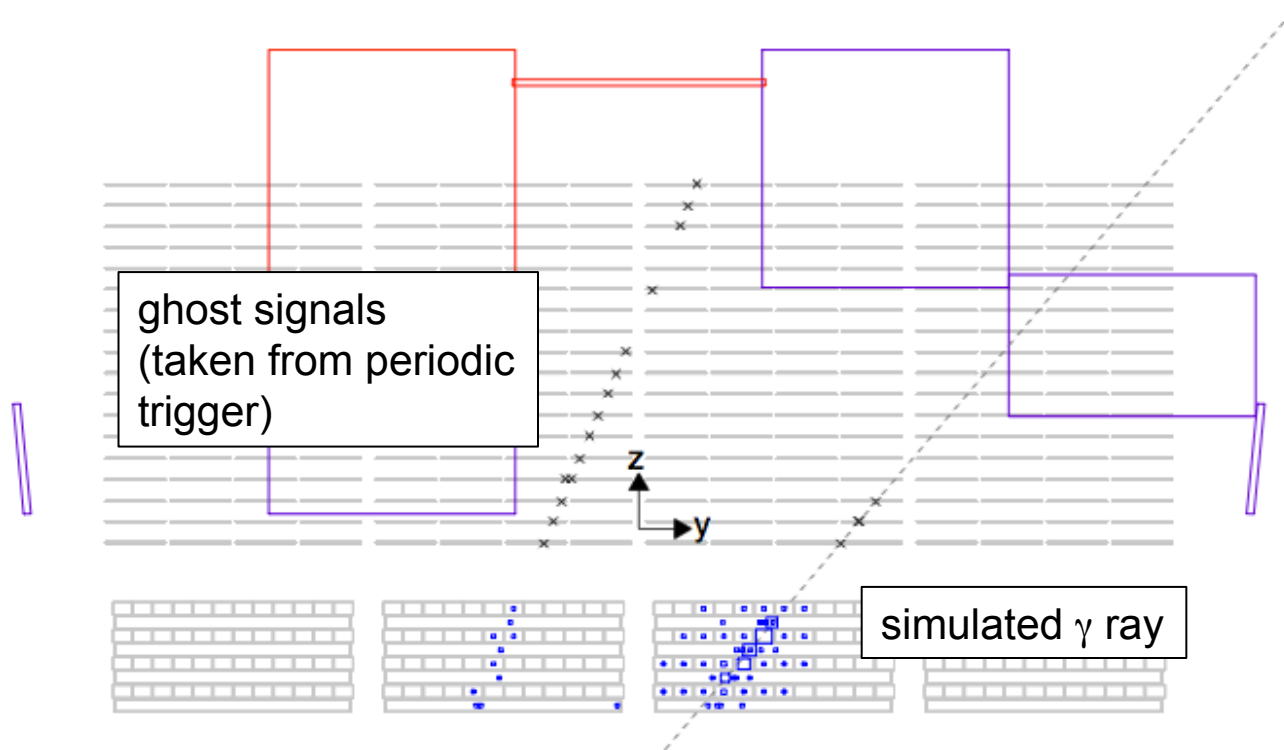 ghost signals
(taken from periodic
trigger)
z
y
simulated γ ray